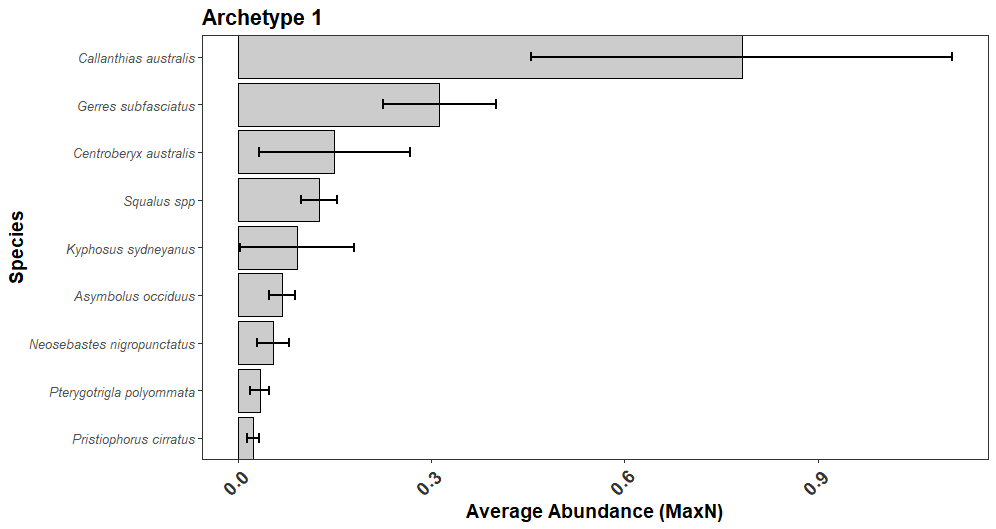 Archetype 1
Callanthias australis
Gerres subfasciatus
Centroberyx australis
Squalus spp
Kyphosus sydneyanus
Asymbolus occiduus
Neosebastes nigropunctatus
Pterygotrigla polyommata
Pristiophorus cirratus
Species
0.0 0.3 0.6 0.9
Average Abundance (MaxN)